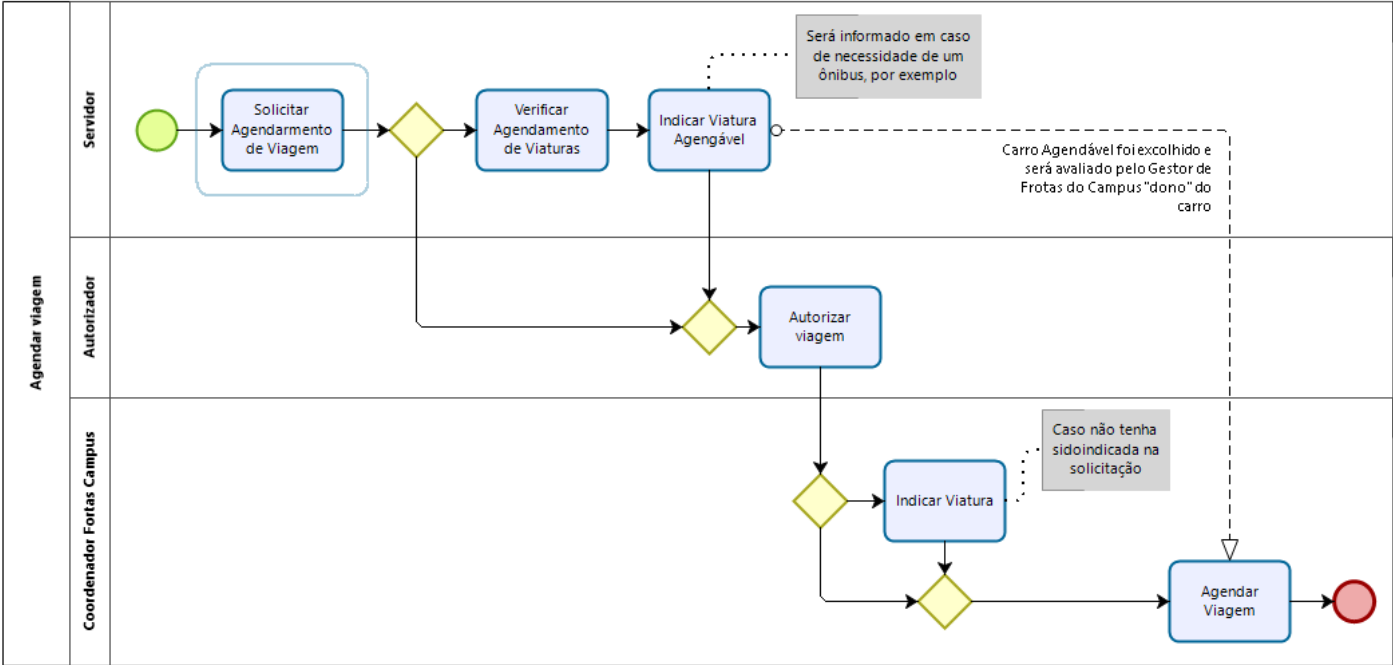 Agendar viagem
Servidor
Solicitar
Agendarmento
de Viagem
Verificar
Agendamento
de Viaturas
Indicar Viatura
Agengável
Será informado em caso
de necessidade de um
ônibus, por exemplo
Carro Agendável foi excolhido e
será avaliado pelo Gestor de
Frotas do Campus "dono" do
carro
Autorizador
Autorizar
viagem
Coordenador Fortas Campus
Indicar Viatura
Caso não tenha
sidoindicada na
solicitação
Agendar
Viagem